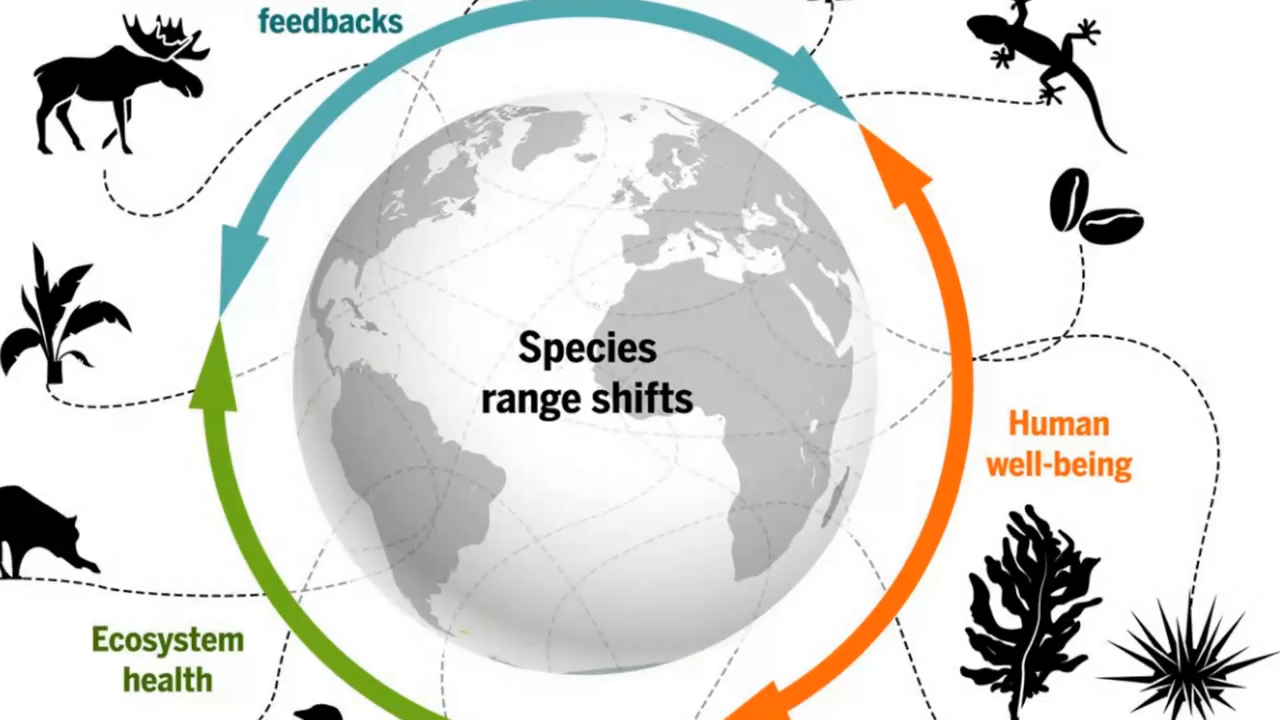 feedbacks
Species
range shifts
Human
well-being
Ecosystem
health